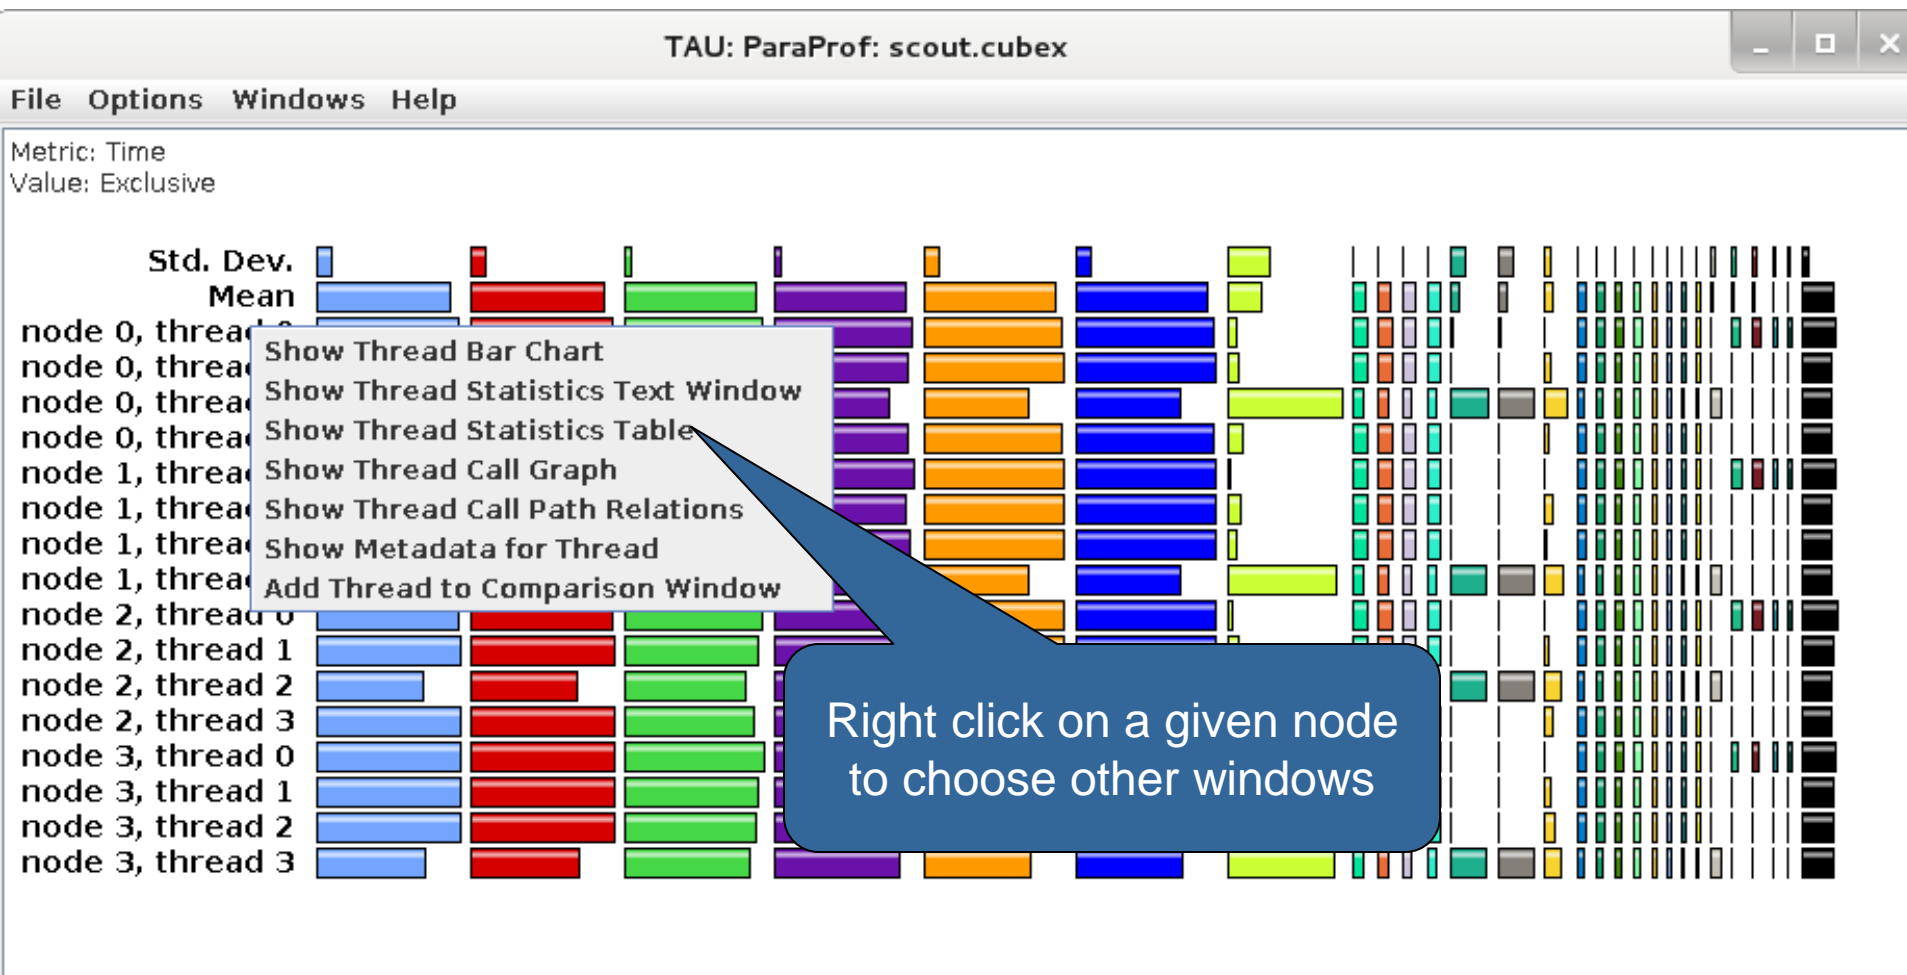 TAU: ParaProf: scout.cubex
File Options Windows Help
Metric: Time
Value: Exclusive
Std. Dev.
Mean
node 0, thread
node 0, threa
node 0, threa
node 0, threa
node 1, threa
node 1, threa
node 1, threa
node 1, threa
node 2, thread 0
node 2, thread 1
node 2, thread 2
node 2, thread 3
node 3, thread 0
node 3, thread 1
node 3, thread 2
node 3, thread 3
Show Thread Bar Chart
Show Thread Statistics Text Window
Show Thread Statistics Table
Show Thread Call Graph
Show Thread Call Path Relations
Show Metadata for Thread
Add Thread to Comparison Window
Right click on a given node
to choose other windows